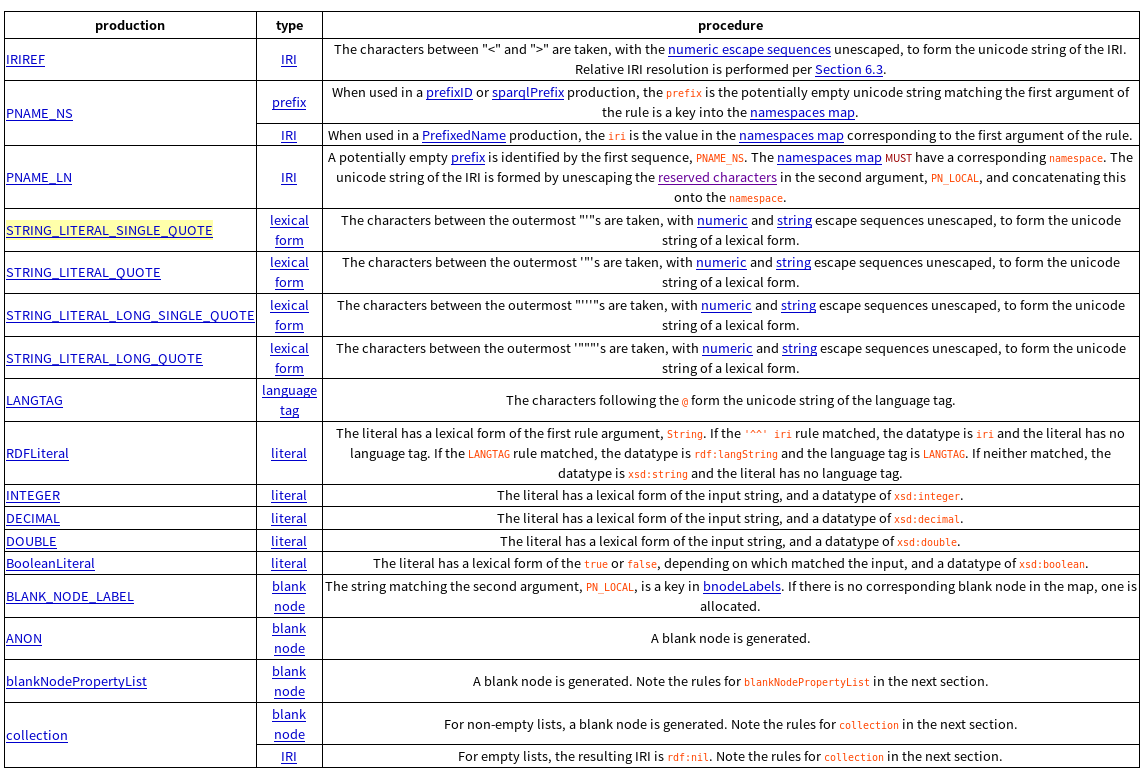 production type procedure
IRIREF IRI The characters between "<" and ">" are taken, with the numeric escape sequences unescaped, to form the unicode string of the IRI.
Relative IRI resolution is performed per Section 6.3.
PNAME_NS prefix When used in a prefixID or sparqlPrefix production, the prefix is the potentially empty unicode string matching the first argument of
the rule is a key into the namespaces map.
IRI When used in a PrefixedName production, the iri is the value in the namespaces map corresponding to the first argument of the rule.
PNAME_LN IRI A potentially empty prefix is identified by the first sequence, PNAME_NS. The namespaces map MUST have a corresponding namespace. The
unicode string of the IRI is formed by unescaping the reserved characters in the second argument, PN_LOCAL, and concatenating this
onto the namespace.
STRING_LITERAL_SINGLE_QUOTE lexical form The characters between the outermost "'"s are taken, with numeric and string escape sequences unescaped, to form the unicode
string of a lexical form.
STRING_LITERAL_QUOTE lexical form The characters between the outermost '"'s are taken, with numeric and string escape sequences unescaped, to form the unicode
string of a lexical form.
STRING_LITERAL_LONG_SINGLE_QUOTE lexical form The characters between the outermost "'''"s are taken, with numeric and string escape sequences unescaped, to form the unicode
string of a lexical form.
STRING_LITERAL_LONG_QUOTE lexical form The characters between the outermost '"""'s are taken, with numeric and string escape sequences unescaped, to form the unicode
string of a lexical form.
LANGTAG language tag The characters following the @ form the unicode string of the language tag.
RDFLiteral literal The literal has a lexical form of the first rule argument, String. If the '^^' iri rule matched, the datatype is iri and the literal has no
language tag. If the LANGTAG rule matched, the datatype is rdf:langString and the language tag is LANGTAG. If neither matched, the
datatype is xsd:string and the literal has no language tag.
INTEGER literal The literal has a lexical form of the input string, and a datatype of xsd:integer.
DECIMAL literal The literal has a lexical form of the input string, and a datatype of xsd:decimal.
DOUBLE literal The literal has a lexical form of the input string, and a datatype of xsd:double.
BooleanLiteral literal The literal has a lexical form of the true or false, depending on which matched the input, and a datatype of xsd:boolean.
BLANK_NODE_LABEL blank node The string matching the second argument, PN_LOCAL, is a key in bnodeLabels. If there is no corresponding blank node in the map, one is
allocated.
ANON blank node A blank node is generated.
blankNodePropertyList blank node A blank node is generated. Note the rules for blankNodePropertyList in the next section.
collection blank node For non-empty lists, a blank node is generated. Note the rules for collection in the next section.
IRI For empty lists, the resulting IRI is rdf:nil. Note the rules for collection in the next section.